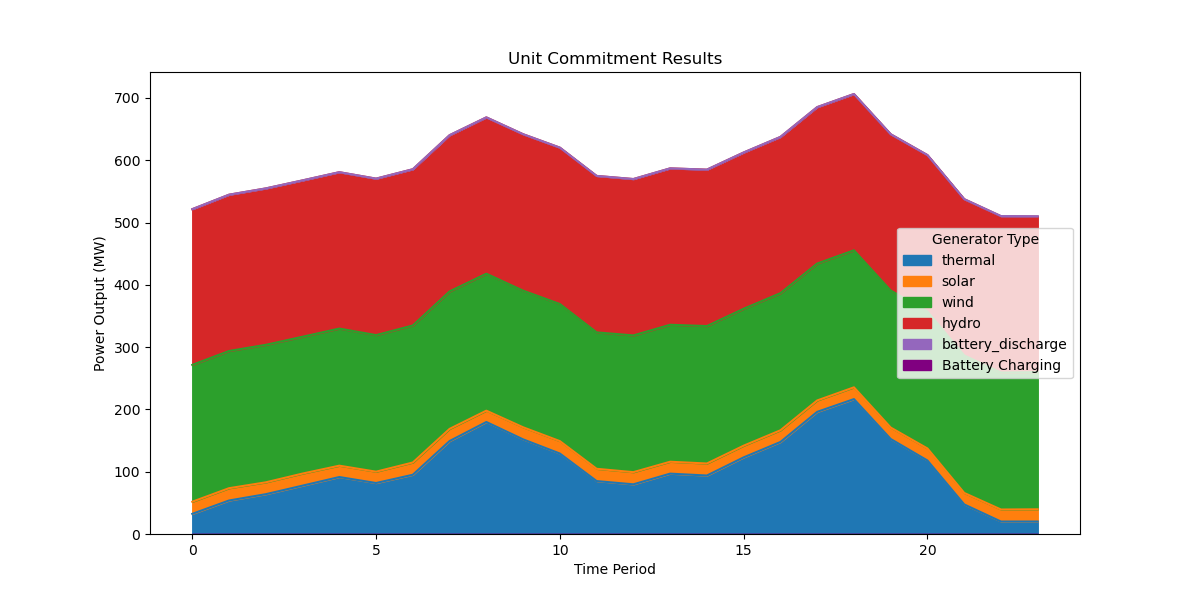 Unit Commitment Results
Power Output (MW)
700
600
500
400
300
200
100
0
Generator Type
thermal
solar
wind
hydro
battery_discharge
Battery Charging
0 5 10 15 20
Time Period